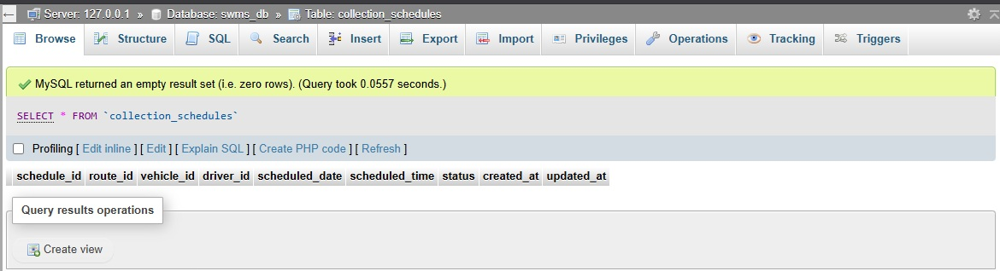 Server: 127.0.0.1 » Database: swms_db » Table: collection_schedules
Browse Structure SQL Search Insert Export Import Privileges Operations Tracking Triggers
MySQL returned an empty result set (i.e. zero rows). (Query took 0.0557 seconds.)
SELECT * FROM `collection_schedules`
Profiling [ Edit inline ] [ Edit ] [ Explain SQL ] [ Create PHP code ] [ Refresh ]
schedule_id route_id vehicle_id driver_id scheduled_date scheduled_time status created_at updated_at
Query results operations
Create view